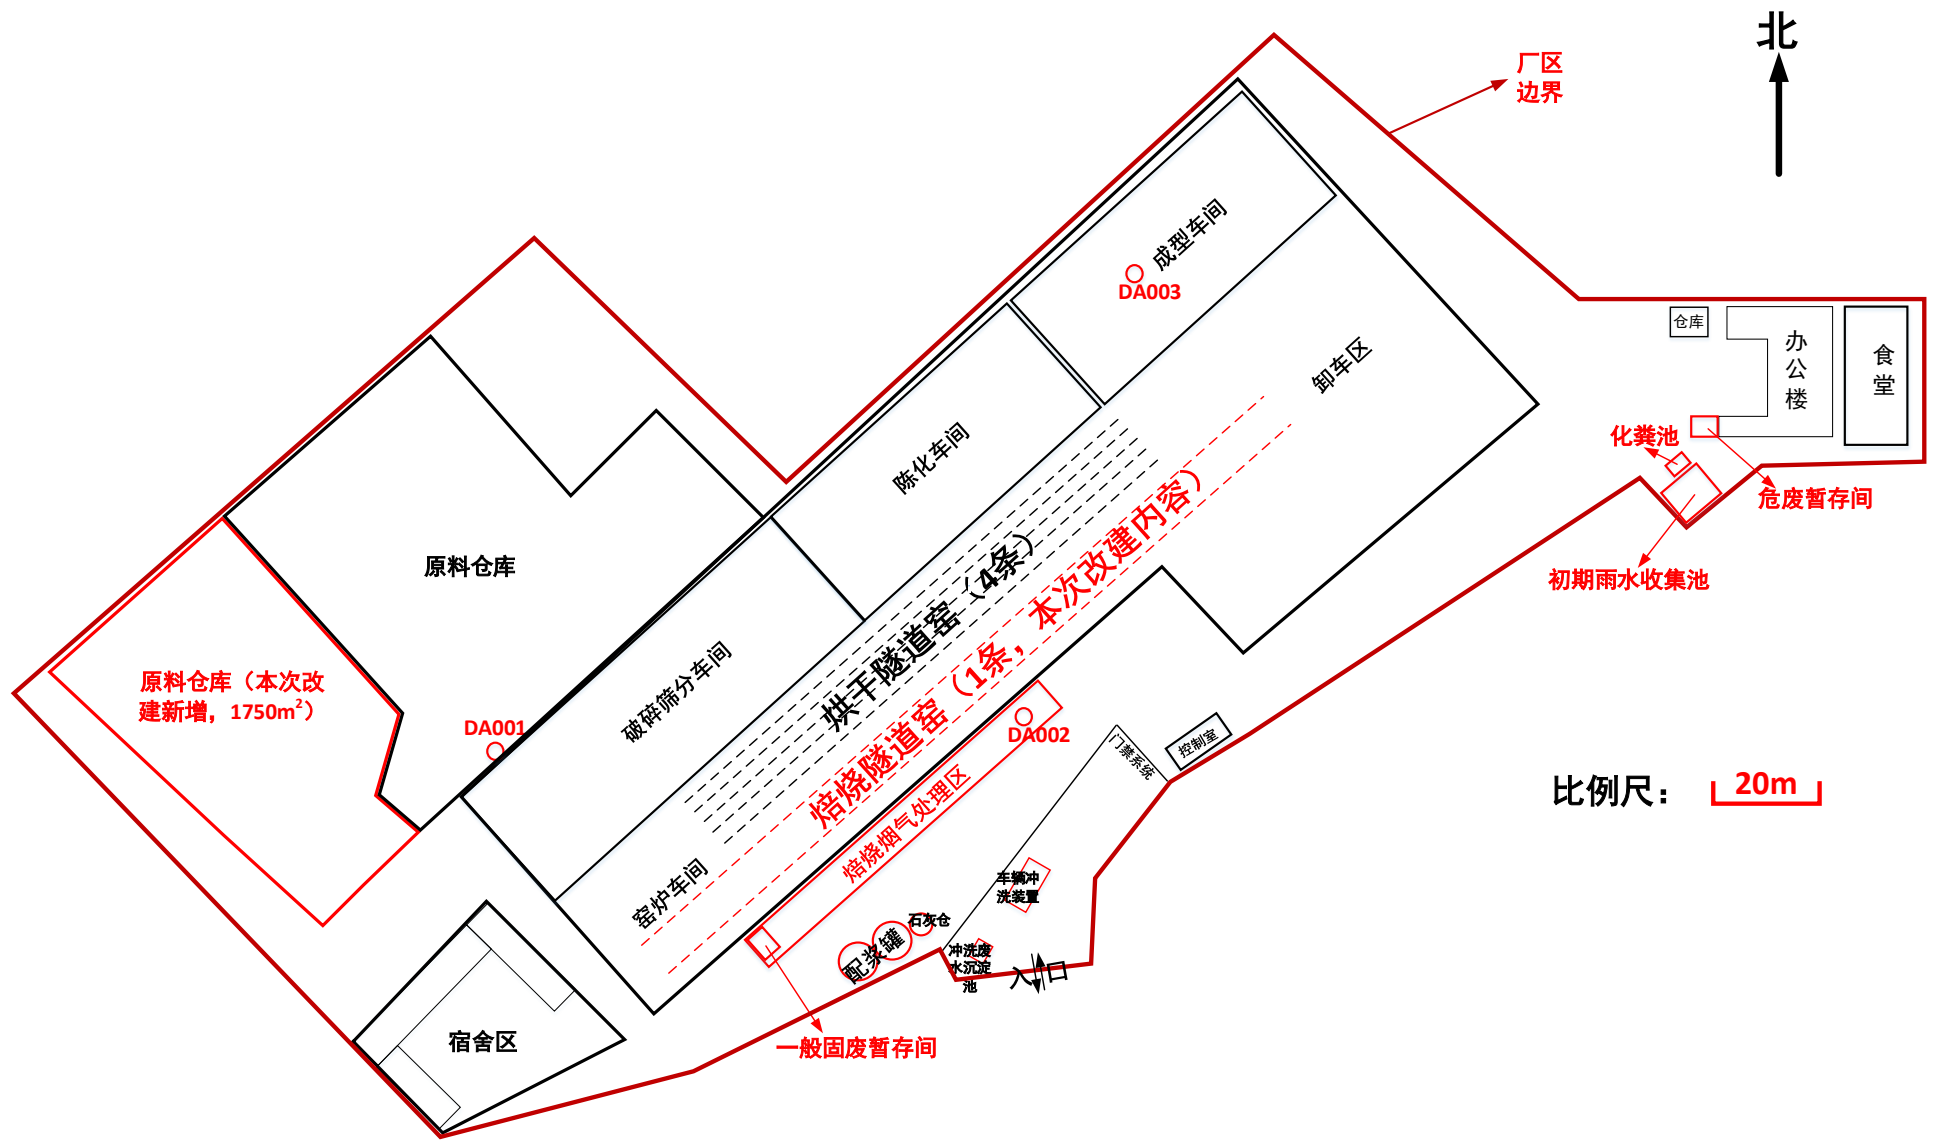 北
厂区
边界
成型车间
DA003
仓库
办
公
楼
食
堂
卸车区
化粪池
陈化车间
危废暂存间
原料仓库
初期雨水收集池
烘干隧道窑（4条）
焙烧隧道窑（1条，本次改建内容）
破碎筛分车间
原料仓库（本次改
建新增，1750m²）
DA001
DA002
门禁系统
控制室
比例尺：
20m
焙烧烟气处理区
窑炉车间
车辆冲
洗装置
石灰仓
配浆罐
冲洗废
水沉淀
池
入口
宿舍区
一般固废暂存间